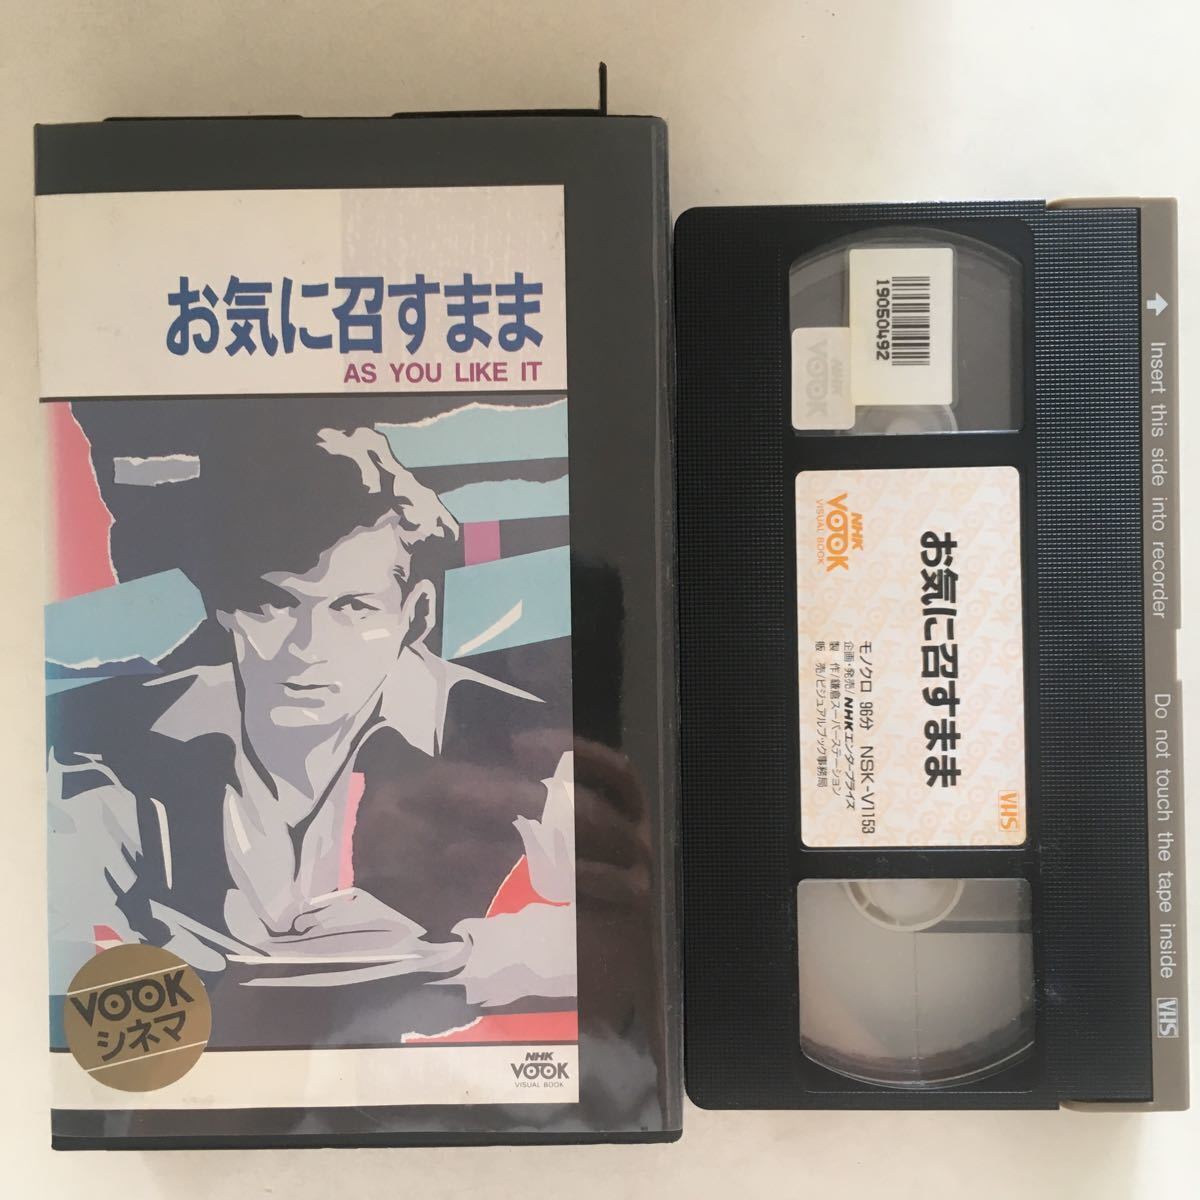 お気に召すまま
AS YOU LIKE IT
VOOK
シネマ
NHK
VOOK
VISUAL BOOK
19050492
NHK
VOOK
NHK
VOOK
VISUAL BOOK
お気に召すまま
モノクロ 96分 NSK-V1153
企画・発売/NHKエンタープライズ
製 作/鎌倉スーパーステーション
販 売/ビジュアルブック事務局
VHS
Insert this side into recorder
Do not touch the tape inside
VHS